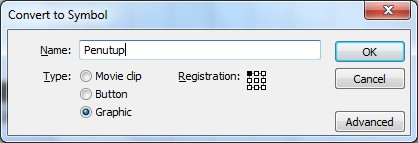 Convert to Symbol
Name: Penutup OK
Type: Movie clip Registration: Cancel
Button
Graphic
Advanced